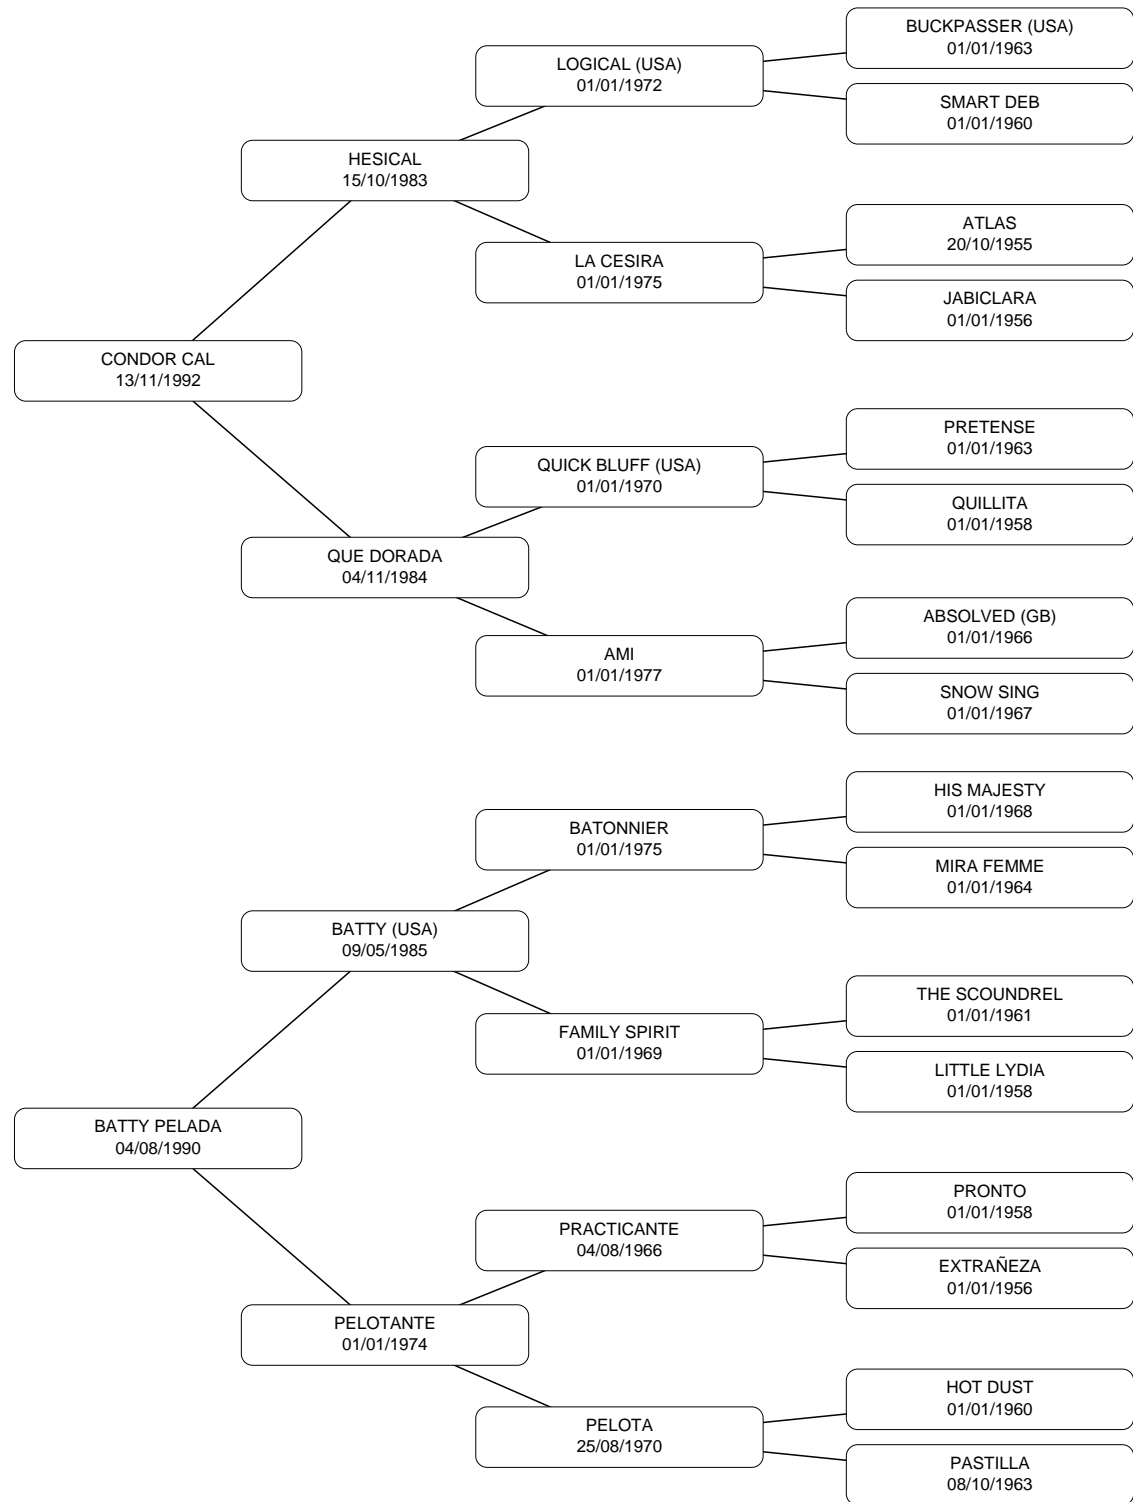 BUCKPASSER (USA)
01/01/1963
LOGICAL (USA)
01/01/1972
SMART DEB
01/01/1960
HESICAL
15/10/1983
ATLAS
20/10/1955
LA CESIRA
01/01/1975
JABICLARA
01/01/1956
CONDOR CAL
13/11/1992
PRETENSE
01/01/1963
QUICK BLUFF (USA)
01/01/1970
QUILLITA
01/01/1958
QUE DORADA
04/11/1984
ABSOLVED (GB)
01/01/1966
AMI
01/01/1977
SNOW SING
01/01/1967
HIS MAJESTY
01/01/1968
BATONNIER
01/01/1975
MIRA FEMME
01/01/1964
BATTY (USA)
09/05/1985
THE SCOUNDREL
01/01/1961
FAMILY SPIRIT
01/01/1969
LITTLE LYDIA
01/01/1958
BATTY PELADA
04/08/1990
PRONTO
01/01/1958
PRACTICANTE
04/08/1966
EXTRAÑEZA
01/01/1956
PELOTANTE
01/01/1974
HOT DUST
01/01/1960
PELOTA
25/08/1970
PASTILLA
08/10/1963